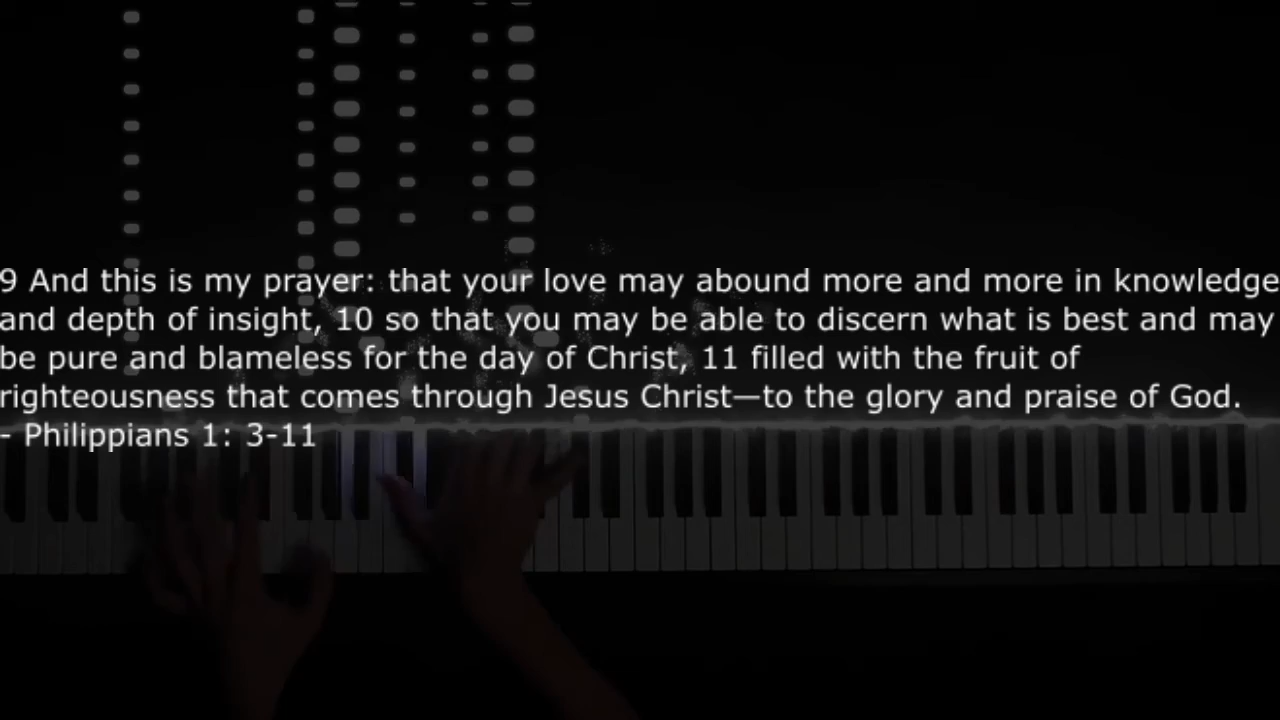 9 And this is my prayer: that your love may abound more and more in knowledge
and depth of insight, 10 so that you may be able to discern what is best and may
be pure and blameless for the day of Christ, 11 filled with the fruit of
righteousness that comes through Jesus Christ—to the glory and praise of God.
- Philippians 1: 3-11